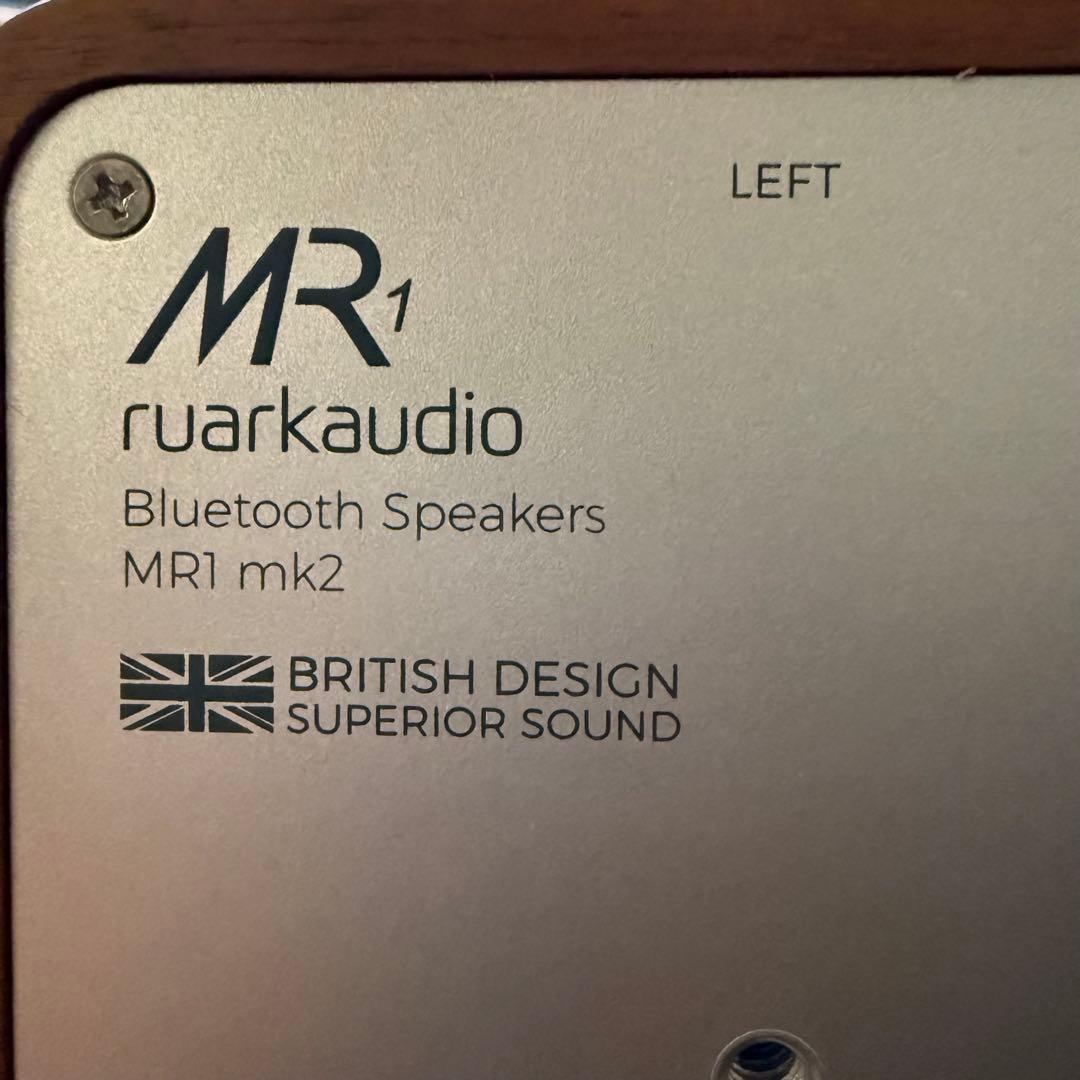 LEFT
MR1
ruarkaudio
Bluetooth Speakers
MR1 mk2
BRITISH DESIGN
SUPERIOR SOUND